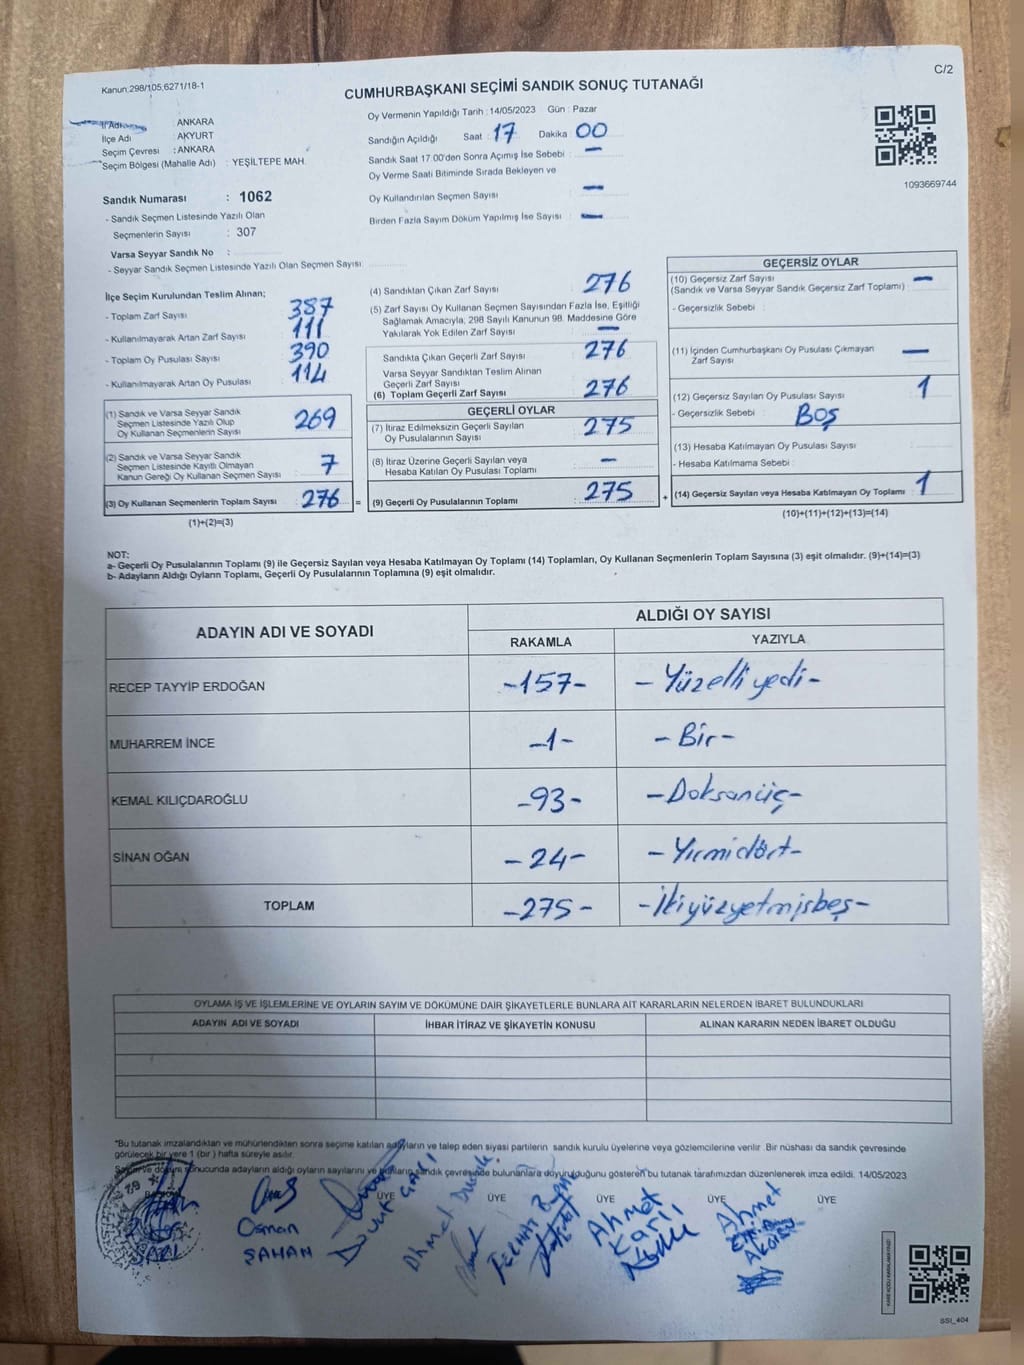 Kanun 298/105,6271/18-1
C/2
CUMHURBAŞKANI SEÇİMİ SANDIK SONUÇ TUTANAĞI
İl Adı ANKARA
İlçe Adı AKYURT
Seçim Çevresi : ANKARA
Seçim Bölgesi (Mahalle Adı) : YEŞİLTEPE MAH.
Oy Vermenin Yapıldığı Tarih : 14/05/2023 Gün : Pazar
Sandığın Açıldığı Saat : 17 Dakika : 00
Sandık Saat 17.00'den Sonra Açımış İse Sebebi : —
Oy Verme Saati Bitiminde Sırada Bekleyen ve
Oy Kullandırılan Seçmen Sayısı : —
Birden Fazla Sayım Döküm Yapılmış İse Sayısı : —
1093669744
Sandık Numarası : 1062
- Sandık Seçmen Listesinde Yazılı Olan
Seçmenlerin Sayısı : 307
Varsa Seyyar Sandık No :
- Seyyar Sandık Seçmen Listesinde Yazılı Olan Seçmen Sayısı:
İlçe Seçim Kurulundan Teslim Alınan;
- Toplam Zarf Sayısı : 387
- Kullanılmayarak Artan Zarf Sayısı : 111
- Toplam Oy Pusulası Sayısı : 390
- Kullanılmayarak Artan Oy Pusulası : 114
(1) Sandık ve Varsa Seyyar Sandık
Seçmen Listesinde Yazılı Olup
Oy Kullanan Seçmenlerin Sayısı : 269
(2) Sandık ve Varsa Seyyar Sandık
Seçmen Listesinde Kayıtlı Olmayan
Kanun Gereği Oy Kullanan Seçmen Sayısı : 7
(3) Oy Kullanan Seçmenlerin Toplam Sayısı : 276 =
(1)+(2)=(3)
(4) Sandıktan Çıkan Zarf Sayısı : 276
(5) Zarf Sayısı Oy Kullanan Seçmen Sayısından Fazla İse, Eşitliği
Sağlamak Amacıyla, 298 Sayılı Kanunun 98. Maddesine Göre
Yakılarak Yok Edilen Zarf Sayısı : —
Sandıkta Çıkan Geçerli Zarf Sayısı : 276
Varsa Seyyar Sandıktan Teslim Alınan
Geçerli Zarf Sayısı
(6) Toplam Geçerli Zarf Sayısı : 276
GEÇERLİ OYLAR
(7) İtiraz Edilmeksizin Geçerli Sayılan
Oy Pusulalarının Sayısı : 275
(8) İtiraz Üzerine Geçerli Sayılan veya
Hesaba Katılan Oy Pusulası Toplamı : —
(9) Geçerli Oy Pusulalarının Toplamı : 275 +
GEÇERSİZ OYLAR
(10) Geçersiz Zarf Sayısı : —
(Sandık ve Varsa Seyyar Sandık Geçersiz Zarf Toplamı)
- Geçersizlik Sebebi :
(11) İçinden Cumhurbaşkanı Oy Pusulası Çıkmayan
Zarf Sayısı : —
(12) Geçersiz Sayılan Oy Pusulası Sayısı : 1
- Geçersizlik Sebebi : BOŞ
(13) Hesaba Katılmayan Oy Pusulası Sayısı :
- Hesaba Katılmama Sebebi :
(14) Geçersiz Sayılan veya Hesaba Katılmayan Oy Toplamı : 1
(10)+(11)+(12)+(13)=(14)
NOT:
a- Geçerli Oy Pusulalarının Toplamı (9) ile Geçersiz Sayılan veya Hesaba Katılmayan Oy Toplamı (14) Toplamları, Oy Kullanan Seçmenlerin Toplam Sayısına (3) eşit olmalıdır. (9)+(14)=(3)
b- Adayların Aldığı Oyların Toplamı, Geçerli Oy Pusulalarının Toplamına (9) eşit olmalıdır.
ADAYIN ADI VE SOYADI ALDIĞI OY SAYISI
RAKAMLA YAZIYLA
RECEP TAYYİP ERDOĞAN -157- - Yüzelli yedi -
MUHARREM İNCE -1- - Bir -
KEMAL KILIÇDAROĞLU -93- - Doksanüç -
SİNAN OĞAN -24- - Yirmidört -
TOPLAM -275- - İkiyüzyetmişbeş -
OYLAMA İŞ VE İŞLEMLERİNE VE OYLARIN SAYIM VE DÖKÜMÜNE DAİR ŞİKAYETLERLE BUNLARA AİT KARARLARIN NELERDEN İBARET BULUNDUKLARI
ADAYIN ADI VE SOYADI İHBAR İTİRAZ VE ŞİKAYETİN KONUSU ALINAN KARARIN NEDEN İBARET OLDUĞU
"Bu tutanak imzalandıktan ve mühürlendikten sonra seçime katılan adayların ve talep eden siyasi partilerin sandık kurulu üyelerine veya gözlemcilerine verilir. Bir nüshası da sandık çevresinde
görülecek bir yere 1 (bir) hafta süreyle asılır.
Sayım ve döküm sonucunda adayların aldığı oyların sayılarını ve bunların sandık çevresinde bulunanlara duyurulduğunu gösteren bu tutanak tarafımızdan düzenlenerek imza edildi. 14/05/2023
ÜYE ÜYE ÜYE ÜYE ÜYE
Osman
ŞAHAN
Ahmet
Ahmet
SSI_404